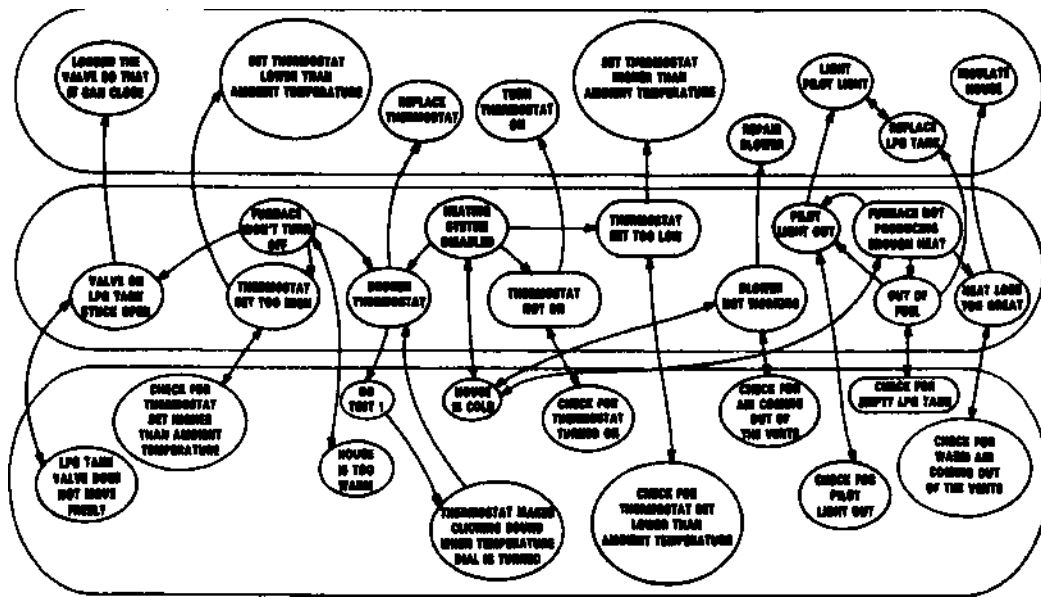 LOOSEN THE
VALVE SO THAT
IT CAN CLOSE
SET THERMOSTAT
LOWER THAN
AMBIENT TEMPERATURE
REPLACE
THERMOSTAT
TURN
THERMOSTAT
ON
SET THERMOSTAT
HIGHER THAN
AMBIENT TEMPERATURE
REPAIR
BLOWER
LIGHT
PILOT LIGHT
REPLACE
LPG TANK
INSULATE
HOUSE
VALVE ON
LPG TANK
STUCK OPEN
FURNACE
WON'T TURN
OFF
THERMOSTAT
SET TOO HIGH
BROKEN
THERMOSTAT
HEATING
SYSTEM
DISABLED
THERMOSTAT
NOT ON
THERMOSTAT
SET TOO LOW
BLOWER
NOT WORKING
PILOT
LIGHT OUT
FURNACE NOT
PRODUCING
ENOUGH HEAT
OUT OF
FUEL
HEAT LOSS
TOO GREAT
LPG TANK
VALVE DOES
NOT MOVE
FREELY
CHECK FOR
THERMOSTAT
SET HIGHER
THAN AMBIENT
TEMPERATURE
HOUSE
IS TOO
WARM
DO
TEST 1
THERMOSTAT MAKES
CLICKING SOUND
WHEN TEMPERATURE
DIAL IS TURNED
HOUSE
IS COLD
CHECK FOR
THERMOSTAT
TURNED ON
CHECK FOR
THERMOSTAT SET
LOWER THAN
AMBIENT TEMPERATURE
CHECK FOR
AIR COMING
OUT OF
THE VENTS
CHECK FOR
PILOT
LIGHT OUT
CHECK FOR
EMPTY LPG TANK
CHECK FOR
WARM AIR
COMING OUT
OF THE VENTS